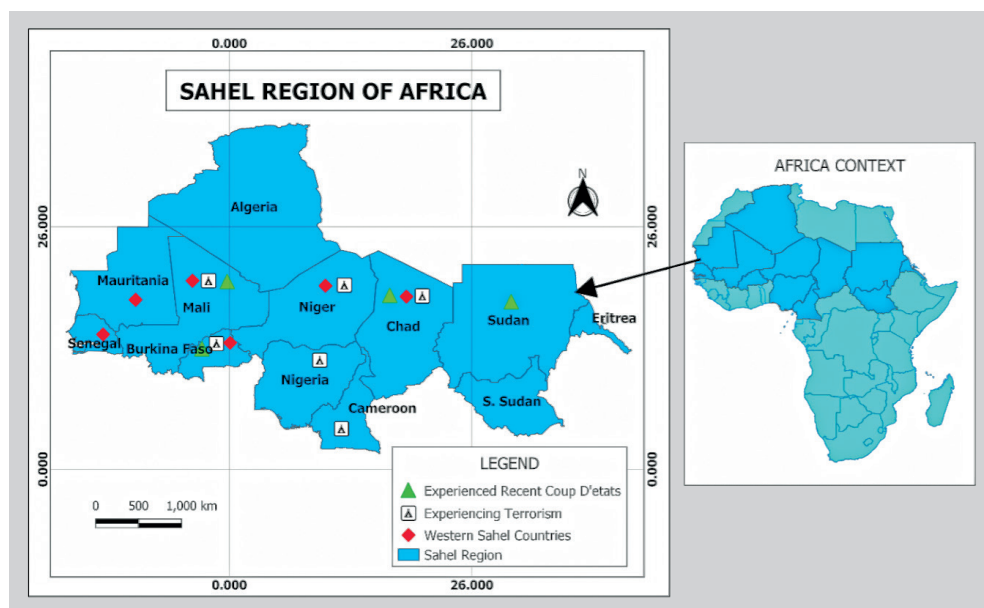 0.000 26.000
SAHEL REGION OF AFRICA
N
Algeria
26.000 26.000
Mauritania
Mali
Niger
Chad
Sudan
Eritrea
Senegal
Burkina Faso
Nigeria
Cameroon
S. Sudan
0.000 0.000
LEGEND
Experienced Recent Coup D'etats
Experiencing Terrorism
Western Sahel Countries
Sahel Region
0 500 1,000 km
0.000 26.000
AFRICA CONTEXT